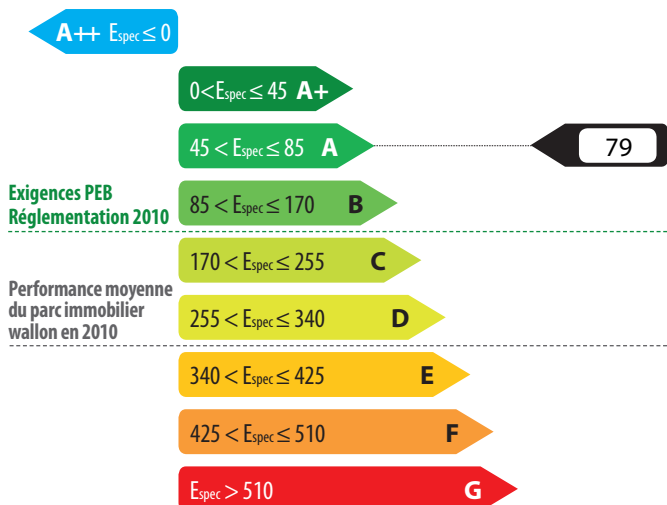 A++ Espec ≤ 0
0<Espec ≤ 45 A+
45 < Espec ≤ 85 A
79
Exigences PEB
Réglementation 2010
85 < Espec ≤ 170 B
170 < Espec ≤ 255 C
Performance moyenne
du parc immobilier
wallon en 2010
255 < Espec ≤ 340 D
340 < Espec ≤ 425 E
425 < Espec ≤ 510 F
Espec > 510 G